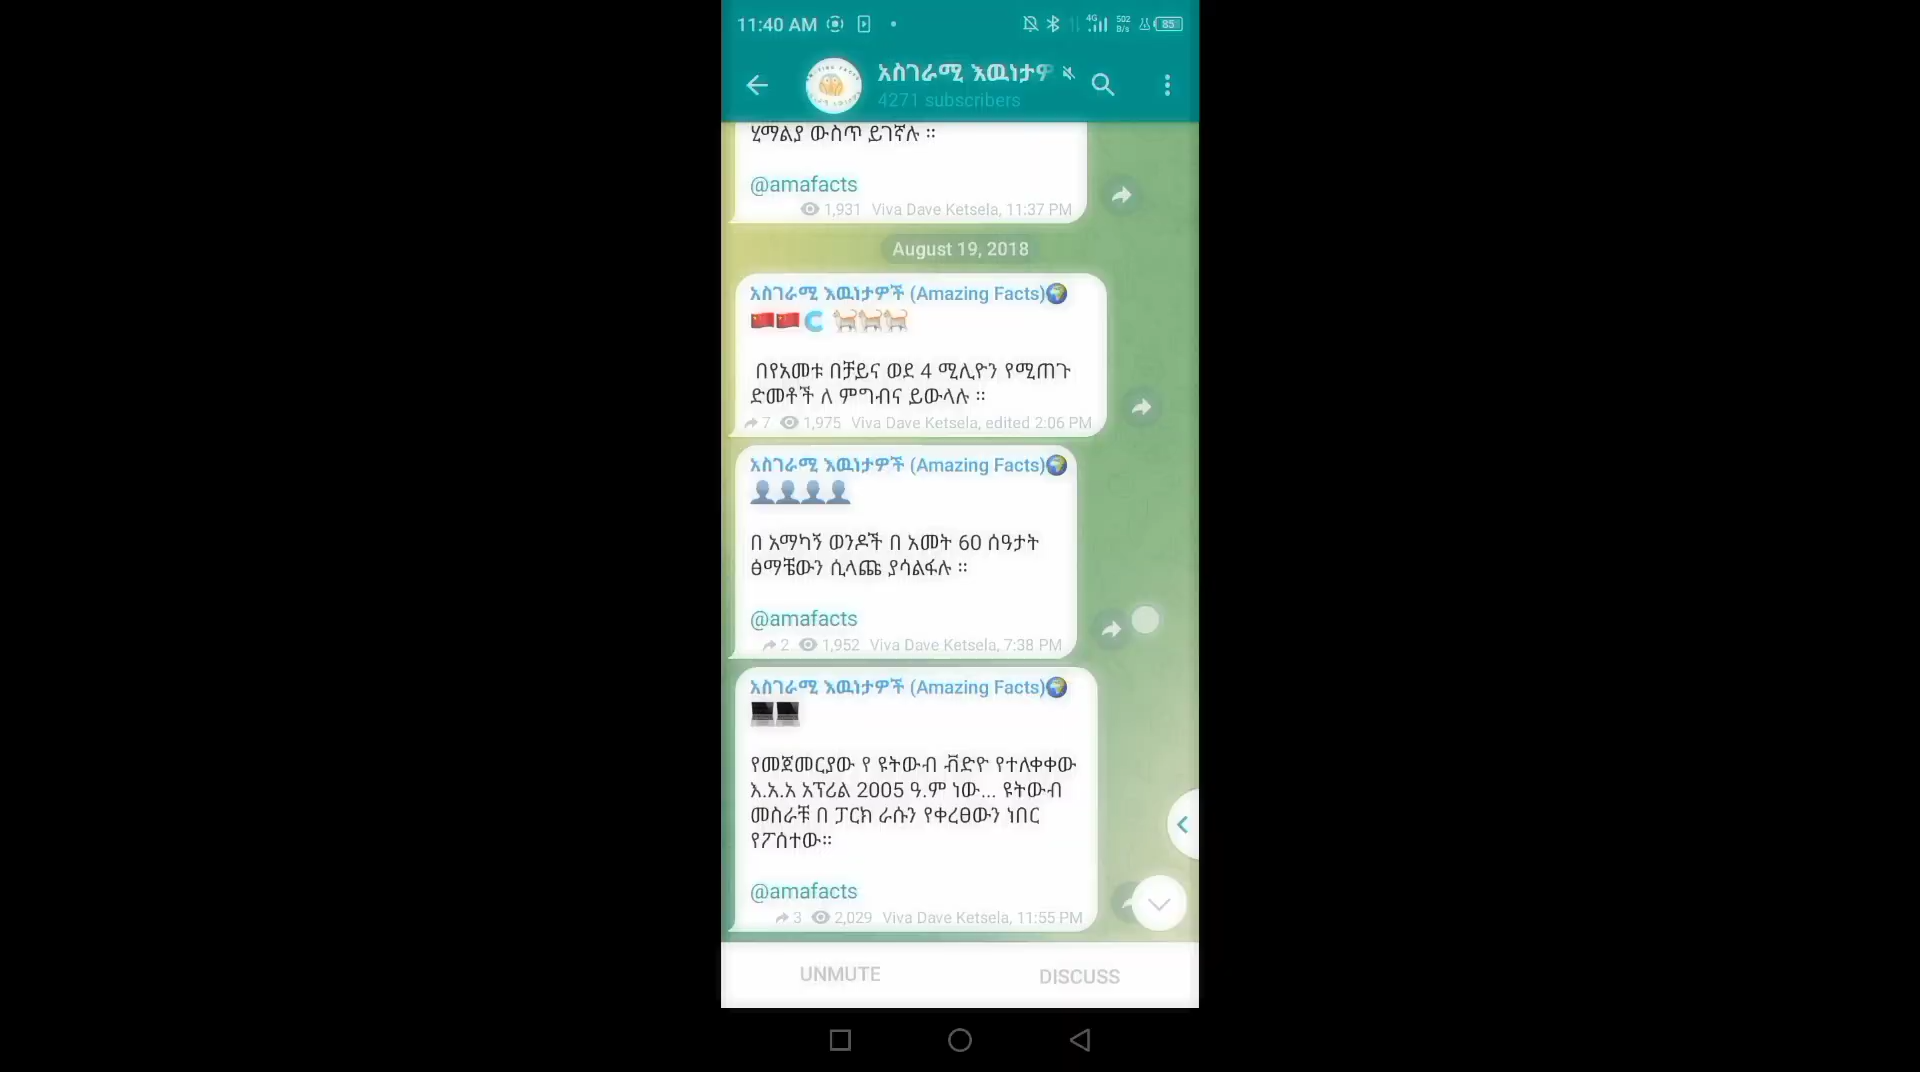 11:40 AM 4G 502 B/s 85
አስገራሚ እዉነታዎ
4271 subscribers
ሂማልያ ውስጥ ይገኛሉ ፡፡
@amafacts
1,931 Viva Dave Ketsela, 11:37 PM
August 19, 2018
አስገራሚ እዉነታዎች (Amazing Facts)
በየአመቱ በቻይና ወደ 4 ሚሊዮን የሚጠጉ
ድመቶች ለ ምግብና ይውላሉ ፡፡
7 1,975 Viva Dave Ketsela, edited 2:06 PM
አስገራሚ እዉነታዎች (Amazing Facts)
በ አማካኝ ወንዶች በ አመት 60 ሰዓታት
ፅማቼውን ሲላጩ ያሳልፋሉ ፡፡
@amafacts
2 1,952 Viva Dave Ketsela, 7:38 PM
አስገራሚ እዉነታዎች (Amazing Facts)
የመጀመርያው የ ዩትውብ ቭድዮ የተለቀቀው
እ.አ.አ አፕሪል 2005 ዓ.ም ነው... ዩትውብ
መስራቹ በ ፓርክ ራሱን የቀረፀውን ነበር
የፖሰተው።
@amafacts
3 2,029 Viva Dave Ketsela, 11:55 PM
UNMUTE DISCUSS